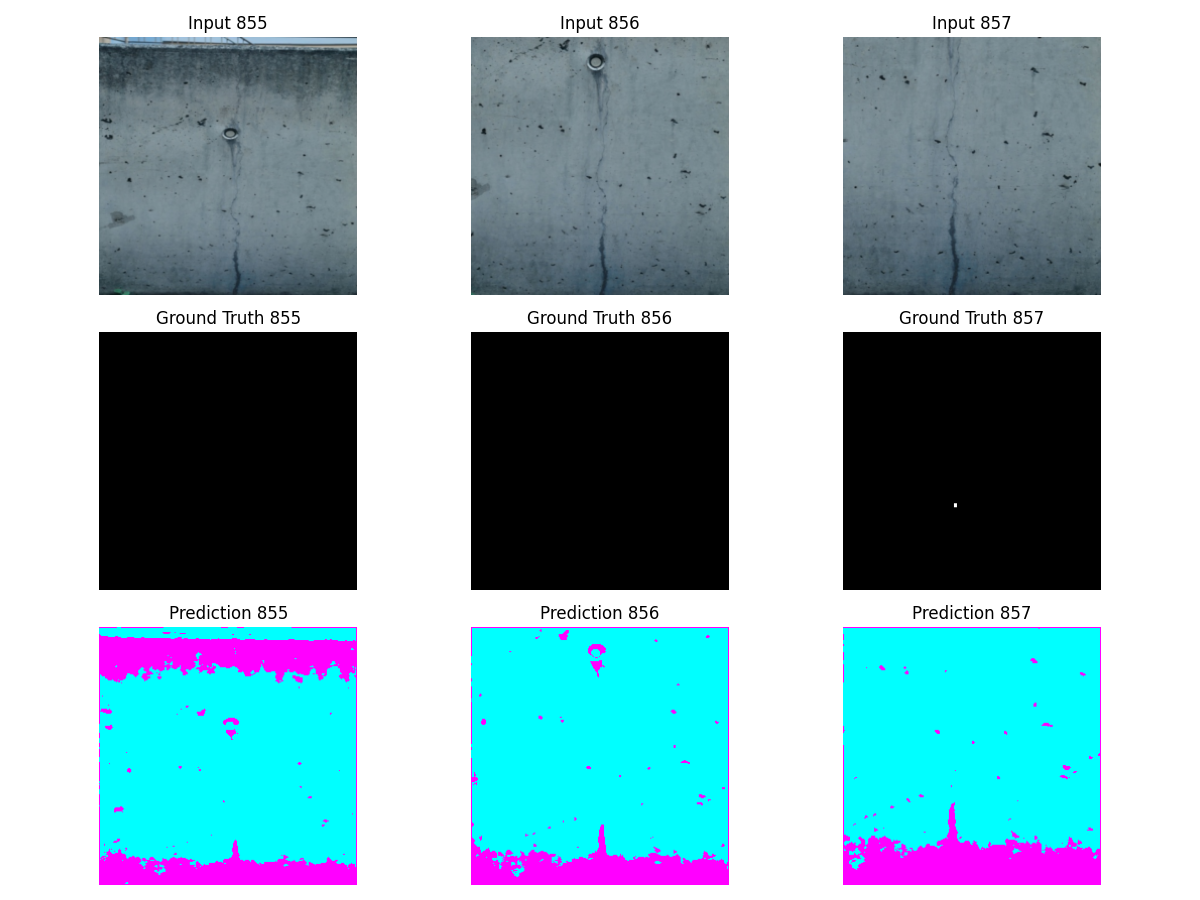 Input 855
Input 856
Input 857
Ground Truth 855
Ground Truth 856
Ground Truth 857
Prediction 855
Prediction 856
Prediction 857